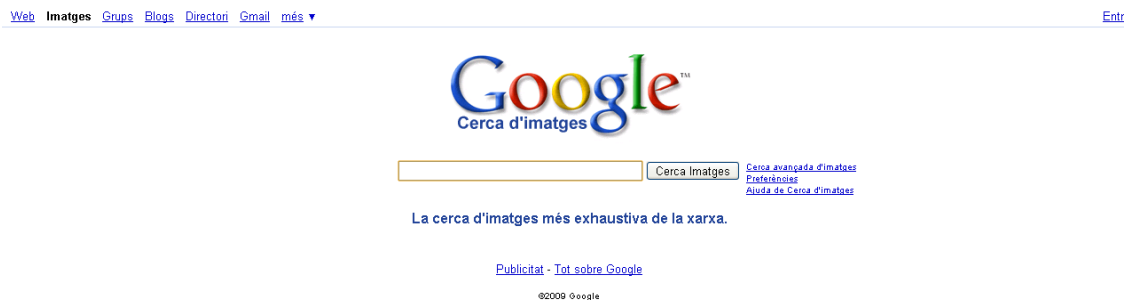 Web Imatges Grups Blogs Directori Gmail més ▼ Entr
Google™
Cerca d'imatges
Cerca Imatges
Cerca avançada d'imatges
Preferències
Ajuda de Cerca d'imatges
La cerca d'imatges més exhaustiva de la xarxa.
Publicitat - Tot sobre Google
©2009 Google